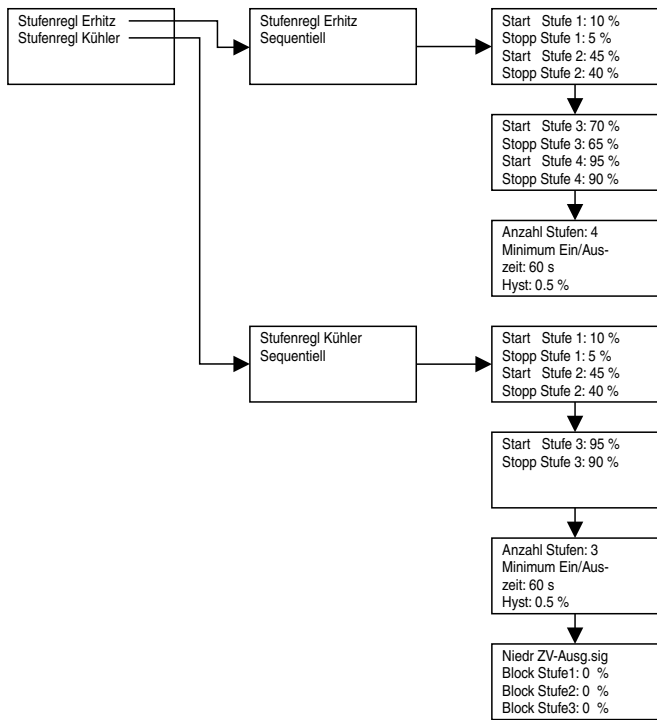 Stufenregl Erhitz
Stufenregl Kühler
Stufenregl Erhitz
Sequentiell
Start Stufe 1: 10 %
Stopp Stufe 1: 5 %
Start Stufe 2: 45 %
Stopp Stufe 2: 40 %
Start Stufe 3: 70 %
Stopp Stufe 3: 65 %
Start Stufe 4: 95 %
Stopp Stufe 4: 90 %
Anzahl Stufen: 4
Minimum Ein/Aus-
zeit: 60 s
Hyst: 0.5 %
Stufenregl Kühler
Sequentiell
Start Stufe 1: 10 %
Stopp Stufe 1: 5 %
Start Stufe 2: 45 %
Stopp Stufe 2: 40 %
Start Stufe 3: 95 %
Stopp Stufe 3: 90 %
Anzahl Stufen: 3
Minimum Ein/Aus-
zeit: 60 s
Hyst: 0.5 %
Niedr ZV-Ausg.sig
Block Stufe1: 0 %
Block Stufe2: 0 %
Block Stufe3: 0 %